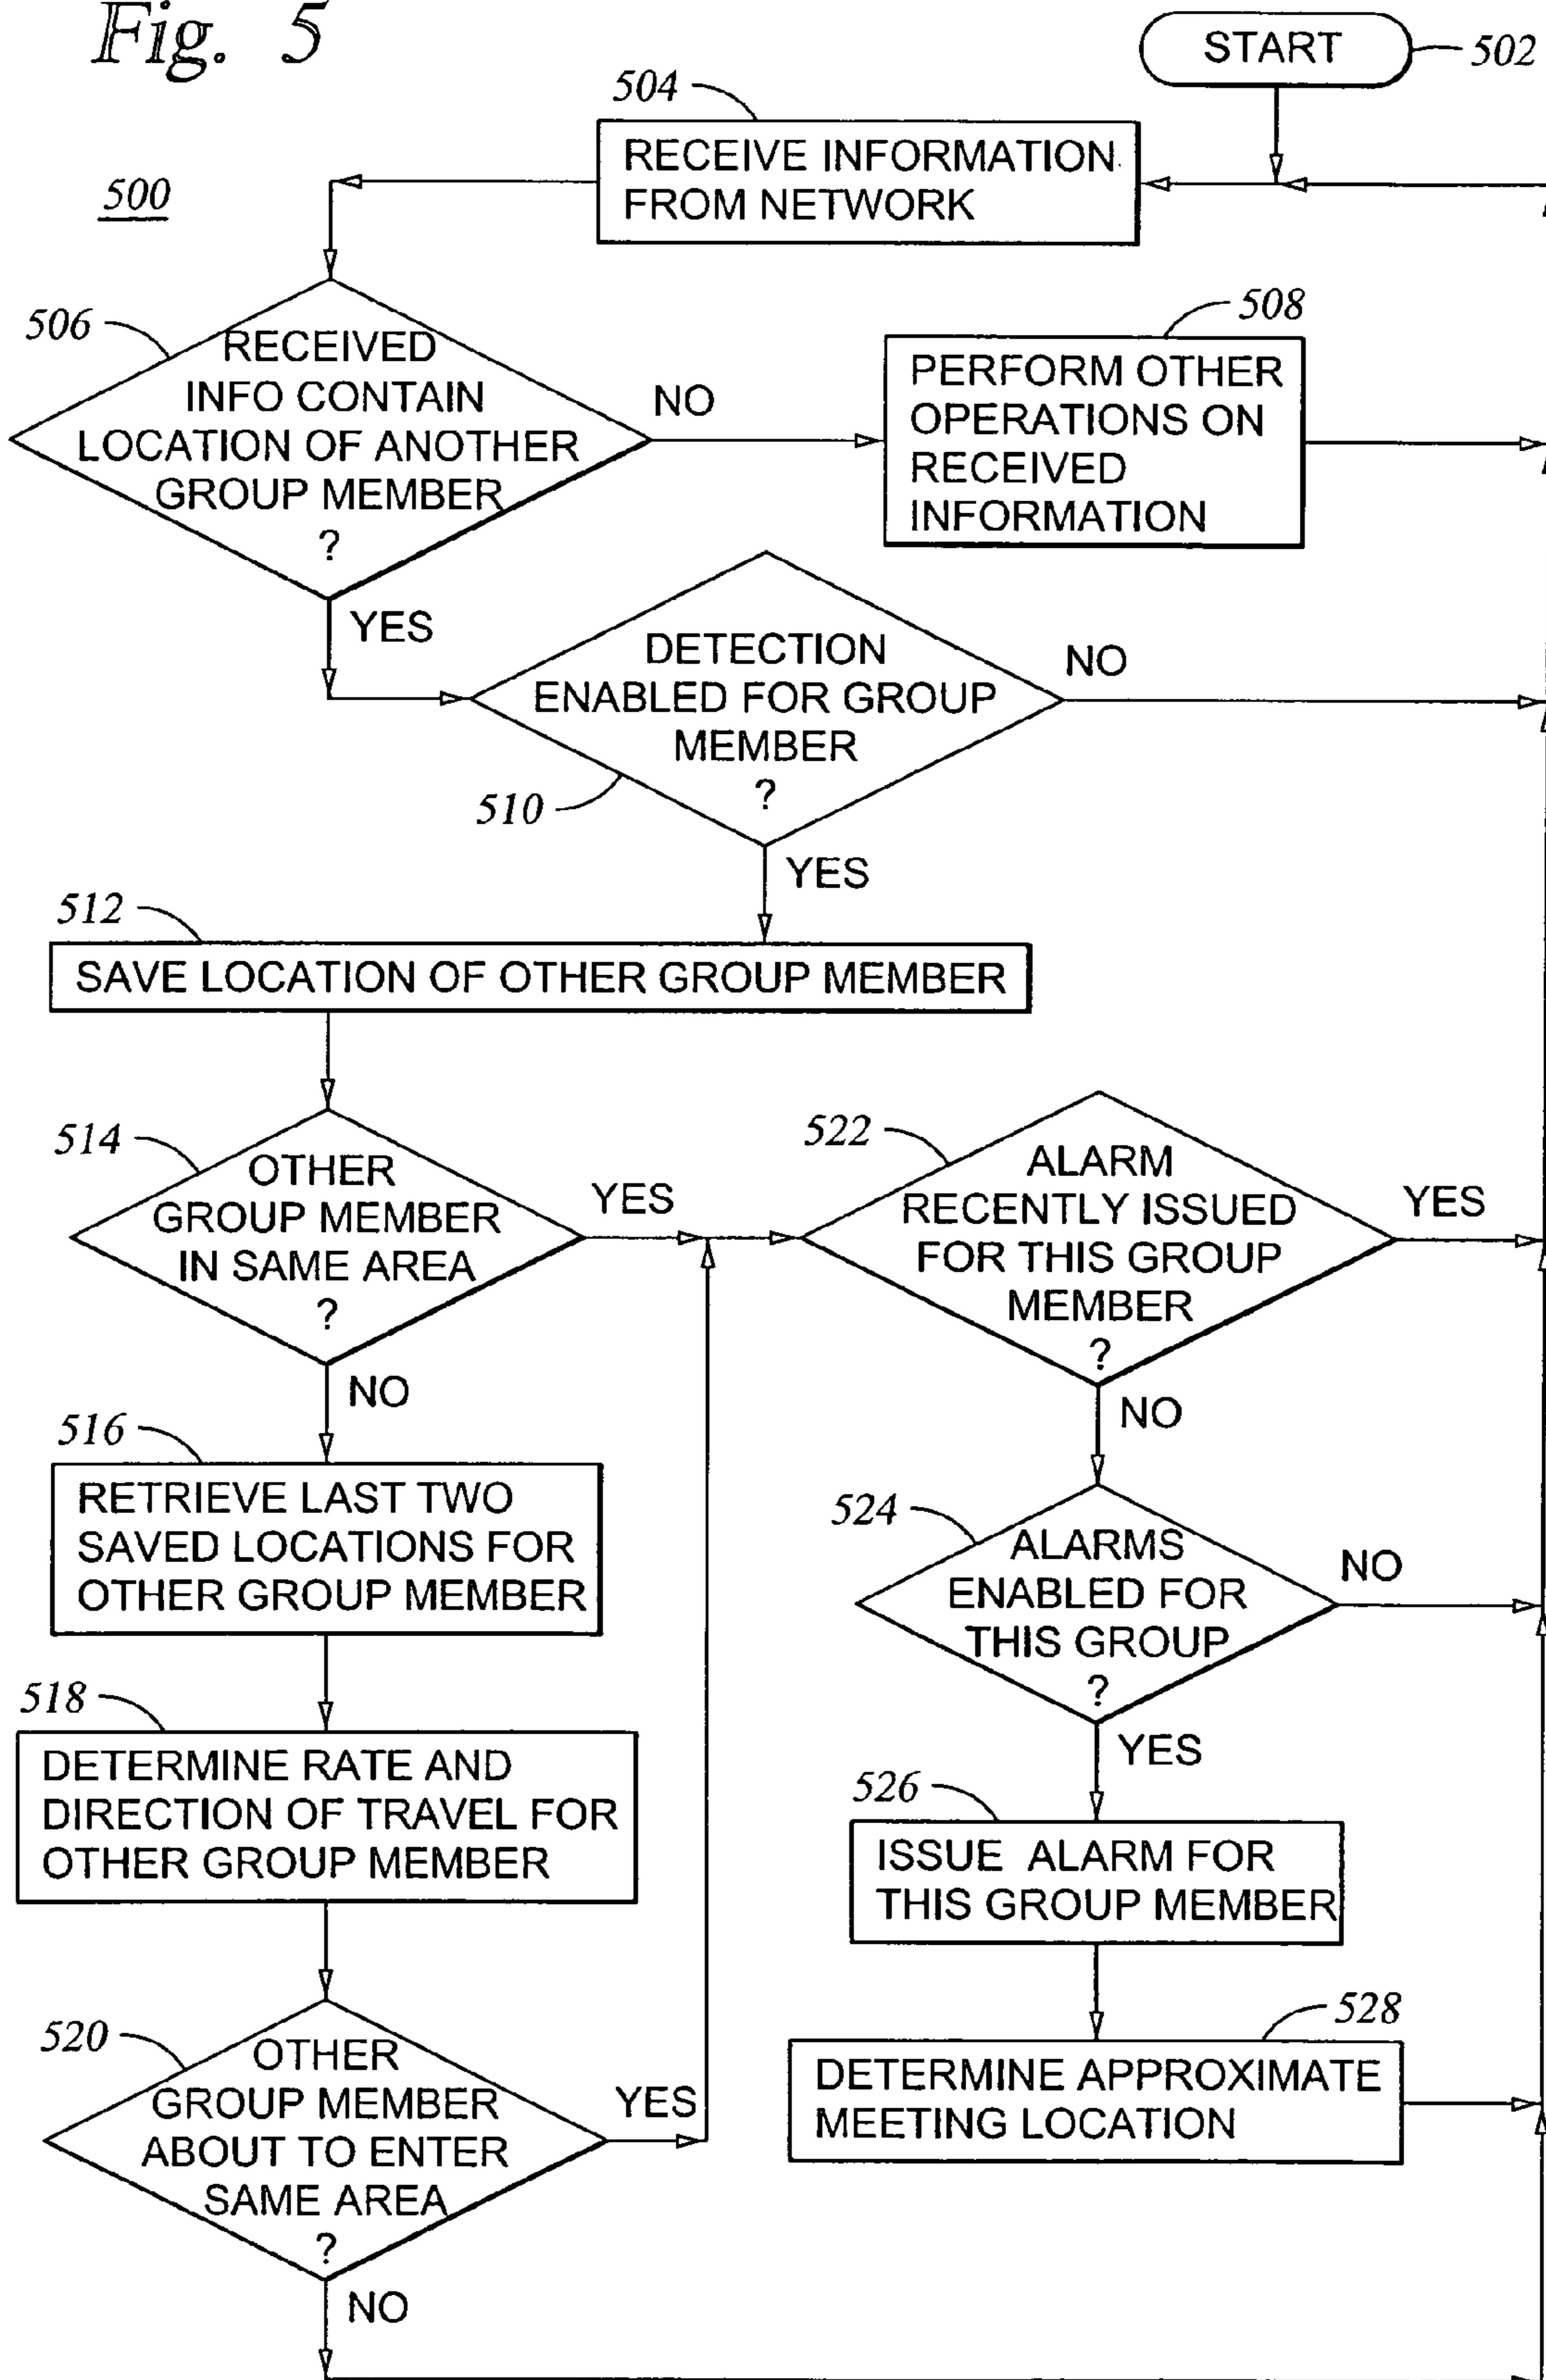 Fig. 5
START
502
504
RECEIVE INFORMATION
FROM NETWORK
500
506
RECEIVED
INFO CONTAIN
LOCATION OF ANOTHER
GROUP MEMBER
?
NO
508
PERFORM OTHER
OPERATIONS ON
RECEIVED
INFORMATION
YES
DETECTION
ENABLED FOR GROUP
MEMBER
?
NO
510
YES
512
SAVE LOCATION OF OTHER GROUP MEMBER
514
OTHER
GROUP MEMBER
IN SAME AREA
?
YES
522
ALARM
RECENTLY ISSUED
FOR THIS GROUP
MEMBER
?
YES
NO
NO
516
RETRIEVE LAST TWO
SAVED LOCATIONS FOR
OTHER GROUP MEMBER
524
ALARMS
ENABLED FOR
THIS GROUP
?
NO
YES
518
DETERMINE RATE AND
DIRECTION OF TRAVEL FOR
OTHER GROUP MEMBER
526
ISSUE ALARM FOR
THIS GROUP MEMBER
520
OTHER
GROUP MEMBER
ABOUT TO ENTER
SAME AREA
?
YES
528
DETERMINE APPROXIMATE
MEETING LOCATION
NO